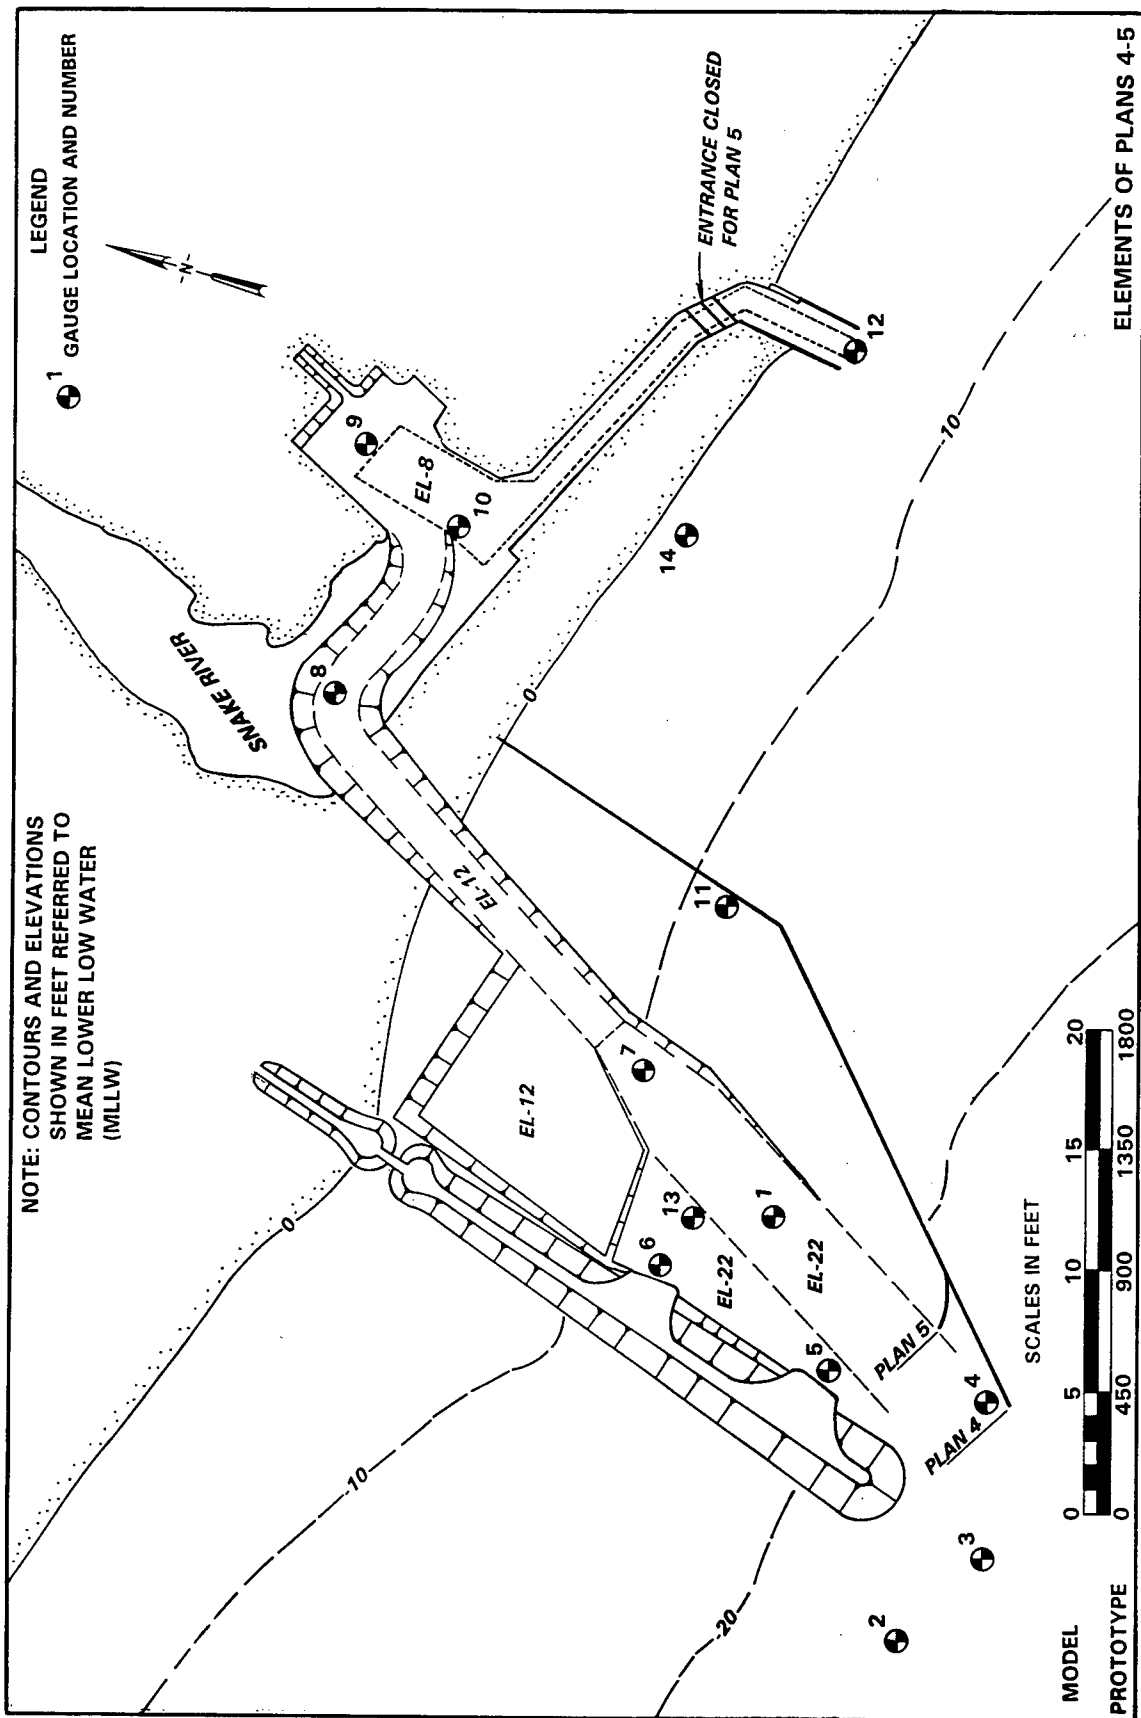 NOTE: CONTOURS AND ELEVATIONS
SHOWN IN FEET REFERRED TO
MEAN LOWER LOW WATER
(MLLW)
LEGEND
1
GAUGE LOCATION AND NUMBER
-N-
SNAKE RIVER
8
9
EL-8
10
0
0
EL-12
EL-12
ENTRANCE CLOSED
FOR PLAN 5
14
12
-10
-10
11
7
13
6
1
EL-22
EL-22
5
PLAN 5
4
PLAN 4
-20
2
3
SCALES IN FEET
MODEL
0 5 10 15 20
PROTOTYPE
0 450 900 1350 1800
ELEMENTS OF PLANS 4-5